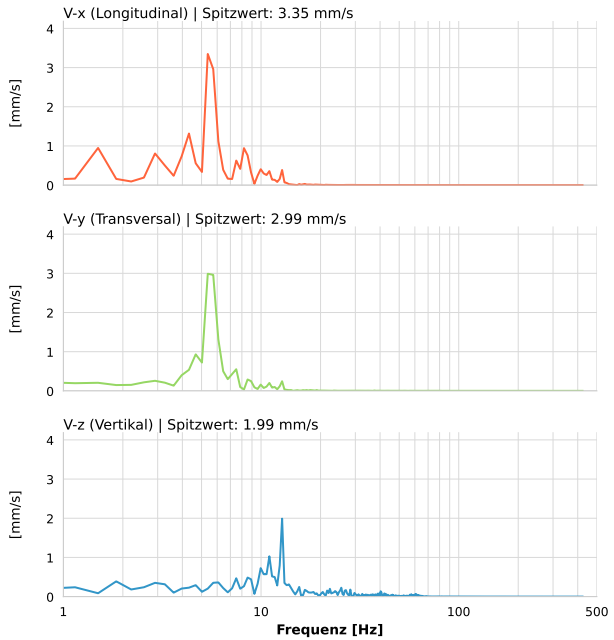 V-x (Longitudinal) | Spitzwert: 3.35 mm/s
4
3
2
1
0
[mm/s]
V-y (Transversal) | Spitzwert: 2.99 mm/s
4
3
2
1
0
[mm/s]
V-z (Vertikal) | Spitzwert: 1.99 mm/s
4
3
2
1
0
[mm/s]
1 10 100 500
Frequenz [Hz]